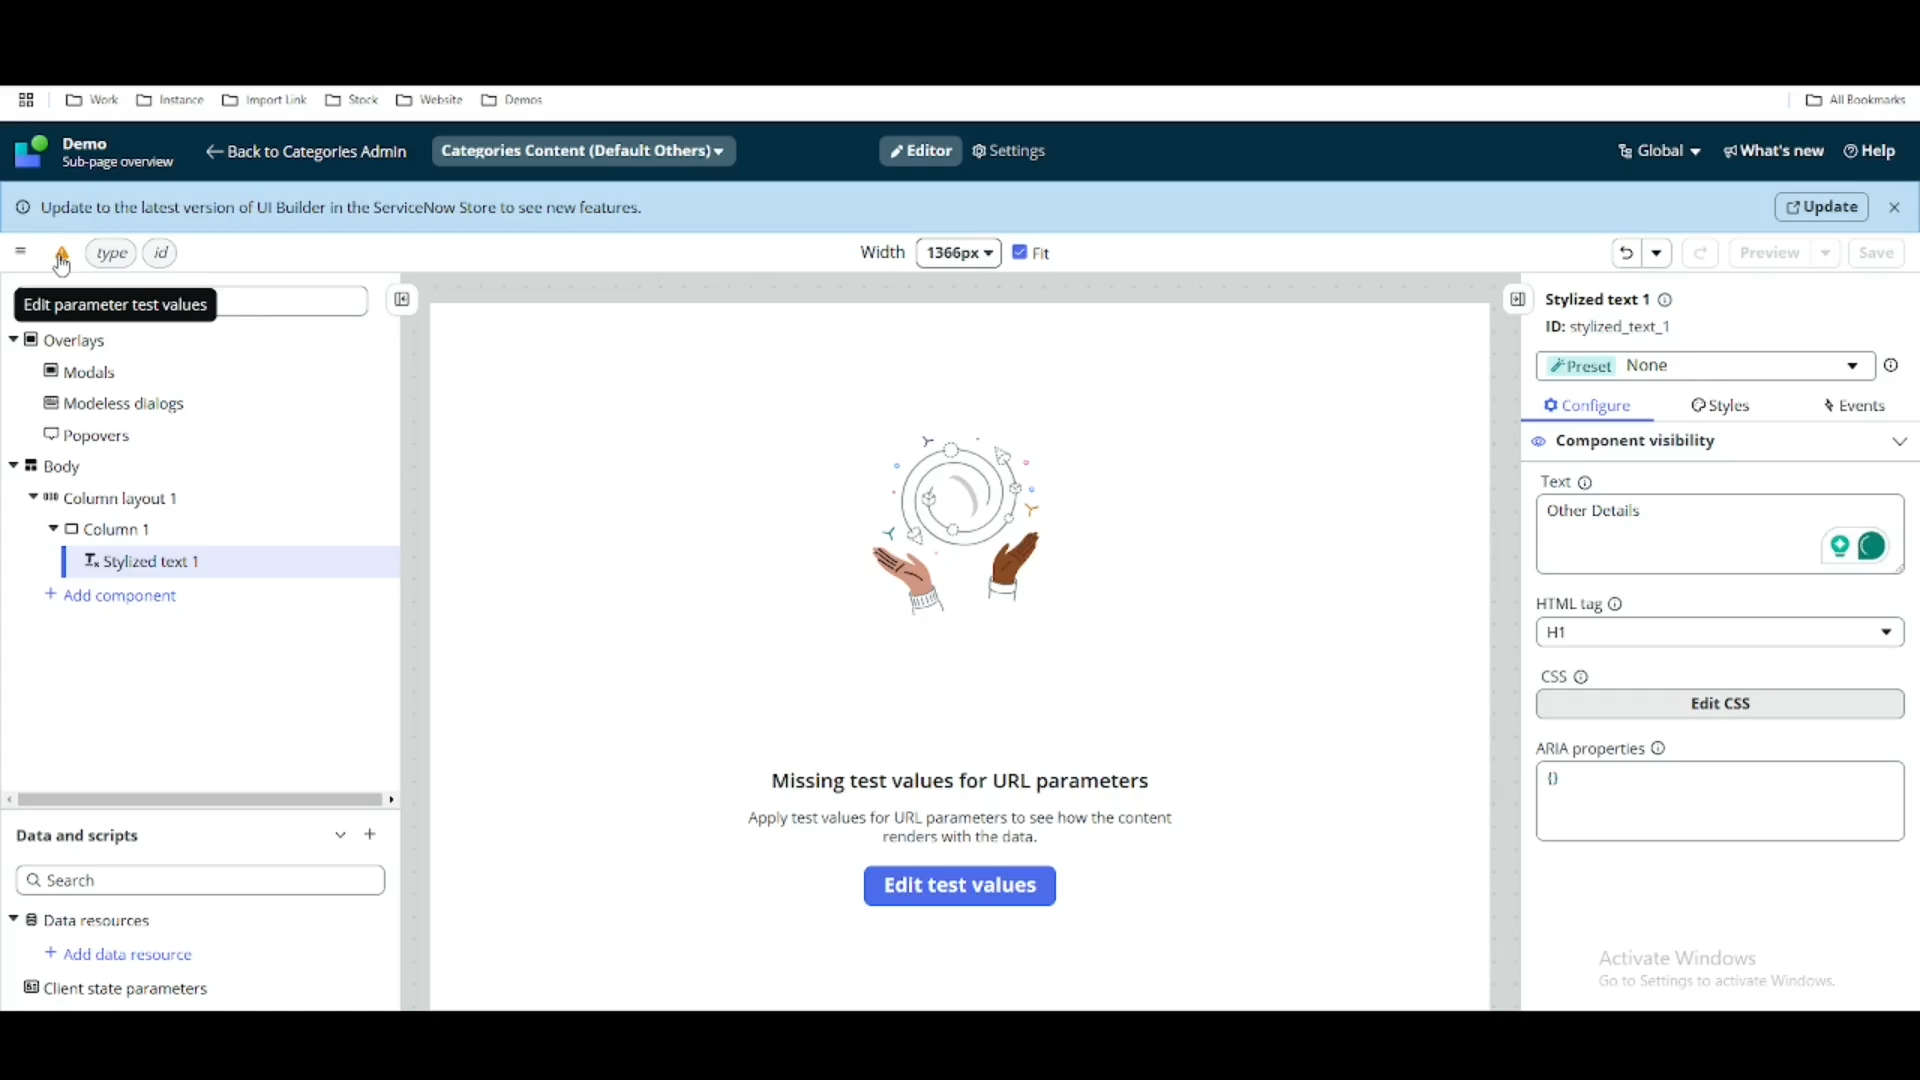 Work
Instance
Import Link
Stock
Website
Demos
All Bookmarks
Demo
Sub-page overview
Back to Categories Admin
Categories Content (Default Others)
Editor
Settings
Global
What's new
Help
Update to the latest version of UI Builder in the ServiceNow Store to see new features.
Update
type
id
Width
1366px
Fit
Preview
Save
Edit parameter test values
Overlays
Modals
Modeless dialogs
Popovers
Body
Column layout 1
Column 1
Stylized text 1
+ Add component
Data and scripts
Search
Data resources
+ Add data resource
Client state parameters
Missing test values for URL parameters
Apply test values for URL parameters to see how the content
renders with the data.
Edit test values
Stylized text 1
ID: stylized_text_1
Preset
None
Configure
Styles
Events
Component visibility
Text
Other Details
HTML tag
H1
CSS
Edit CSS
ARIA properties
{}
Activate Windows
Go to Settings to activate Windows.